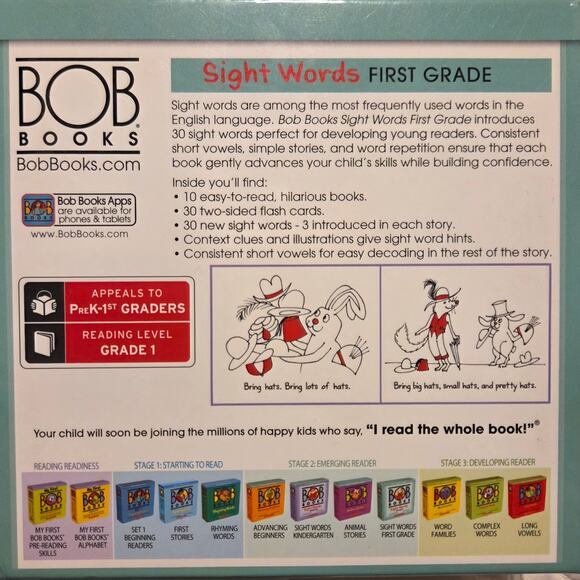 BOB
BOOKS®
BobBooks.com
Bob Books Apps
are available for
phones & tablets
www.BobBooks.com
Sight Words FIRST GRADE
Sight words are among the most frequently used words in the
English language. Bob Books Sight Words First Grade introduces
30 sight words perfect for developing young readers. Consistent
short vowels, simple stories, and word repetition ensure that each
book gently advances your child's skills while building confidence.
Inside you'll find:
• 10 easy-to-read, hilarious books.
• 30 two-sided flash cards.
• 30 new sight words - 3 introduced in each story.
• Context clues and illustrations give sight word hints.
• Consistent short vowels for easy decoding in the rest of the story.
APPEALS TO
PREK-1ST GRADERS
READING LEVEL
GRADE 1
Bring hats. Bring lots of hats.
Bring big hats, small hats, and pretty hats.
Your child will soon be joining the millions of happy kids who say, "I read the whole book!"®
READING READINESS
MY FIRST
BOB BOOKS®
PRE-READING
SKILLS
MY FIRST
BOB BOOKS®
ALPHABET
STAGE 1: STARTING TO READ
SET 1
BEGINNING
READERS
FIRST
STORIES
RHYMING
WORDS
STAGE 2: EMERGING READER
ADVANCING
BEGINNERS
SIGHT WORDS
KINDERGARTEN
ANIMAL
STORIES
SIGHT WORDS
FIRST GRADE
STAGE 3: DEVELOPING READER
WORD
FAMILIES
COMPLEX
WORDS
LONG
VOWELS